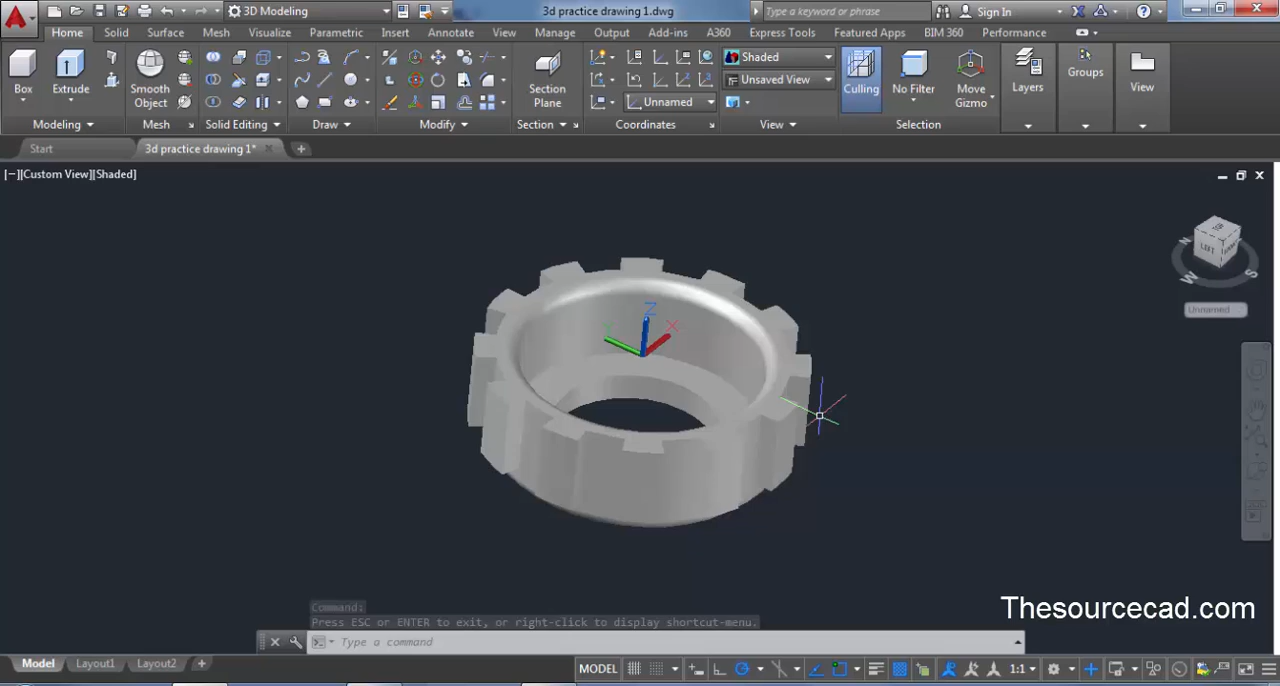 3D Modeling
3d practice drawing 1.dwg
Type a keyword or phrase
Sign In
Home Solid Surface Mesh Visualize Parametric Insert Annotate View Manage Output Add-ins A360 Express Tools Featured Apps BIM 360 Performance
Box
Extrude
Smooth Object
Section Plane
Shaded
Unsaved View
Unnamed
Culling
No Filter
Move Gizmo
Layers
Groups
View
Modeling Mesh Solid Editing Draw Modify Section Coordinates View Selection
Start 3d practice drawing 1*
[−][Custom View][Shaded]
Z
X
Y
TOP
LEFT
N
W
S
Unnamed
Command:
Press ESC or ENTER to exit, or right-click to display shortcut-menu.
Type a command
Thesourcecad.com
Model Layout1 Layout2
MODEL
1:1